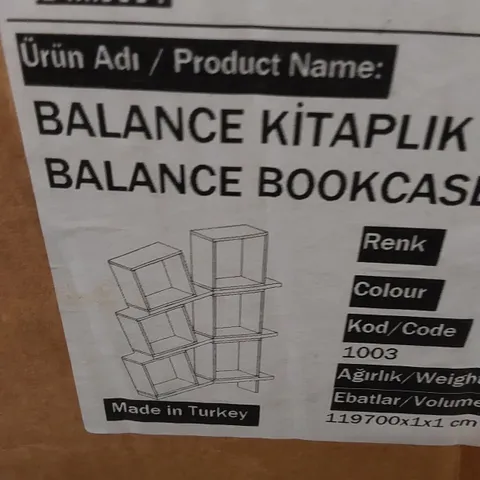 Ürün Adı / Product Name:
BALANCE KİTAPLIK
BALANCE BOOKCASE
Renk
Colour
Kod/Code
1003
Ağırlık/Weight
Ebatlar/Volume
119700x1x1 cm
Made in Turkey